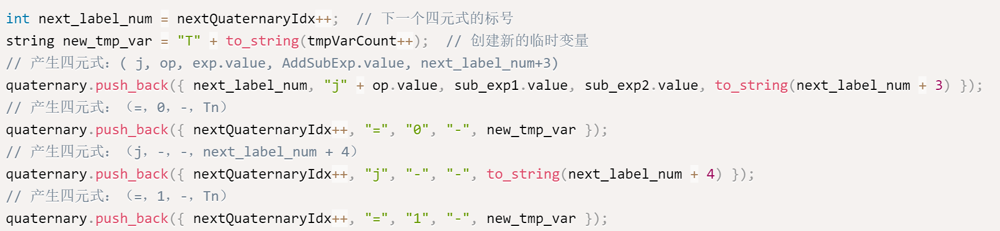 int next_label_num = nextQuaternaryIdx++;  // 下一个四元式的标号
string new_tmp_var = "T" + to_string(tmpVarCount++);  // 创建新的临时变量
// 产生四元式：( j, op, exp.value, AddSubExp.value, next_label_num+3)
quaternary.push_back({ next_label_num, "j" + op.value, sub_exp1.value, sub_exp2.value, to_string(next_label_num + 3) });
// 产生四元式：（=，0，-，Tn）
quaternary.push_back({ nextQuaternaryIdx++, "=", "0", "-", new_tmp_var });
// 产生四元式：（j，-，-，next_label_num + 4）
quaternary.push_back({ nextQuaternaryIdx++, "j", "-", "-", to_string(next_label_num + 4) });
// 产生四元式：（=，1，-，Tn）
quaternary.push_back({ nextQuaternaryIdx++, "=", "1", "-", new_tmp_var });